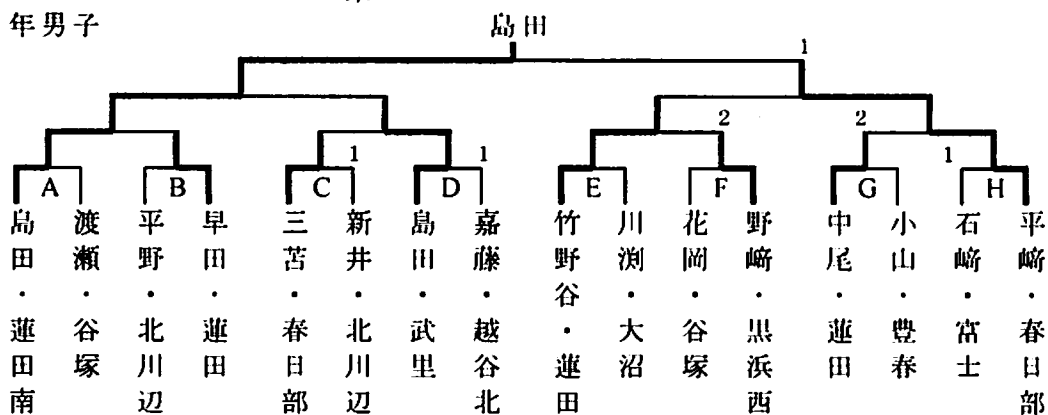 年男子
島田
1
2
2
1
1
1
A
B
C
D
E
F
G
H
島田・蓮田南
渡瀬・谷塚
平野・北川辺
早田・蓮田
三苫・春日部
新井・北川辺
島田・武里
嘉藤・越谷北
竹野谷・蓮田
川渕・大沼
花岡・谷塚
野崎・黒浜西
中尾・蓮田
小山・豊春
石崎・富士
平崎・春日部